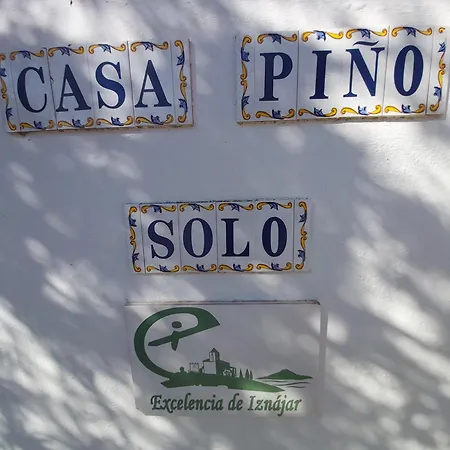 CASA PIÑO
SOLO
Excelencia de Iznájar